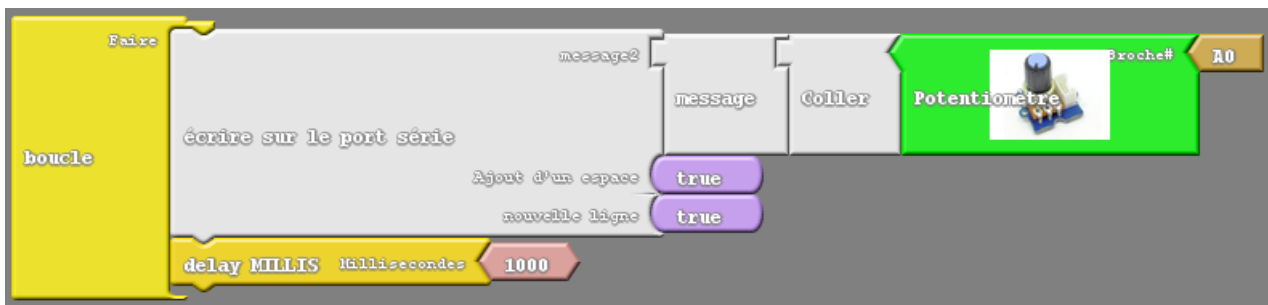 Faire
message2
Broche#
A0
message
Coller
Potentiomètre
écrire sur le port série
boucle
Ajout d'un espace
true
nouvelle ligne
true
delay MILLIS
Millisecondes
1000